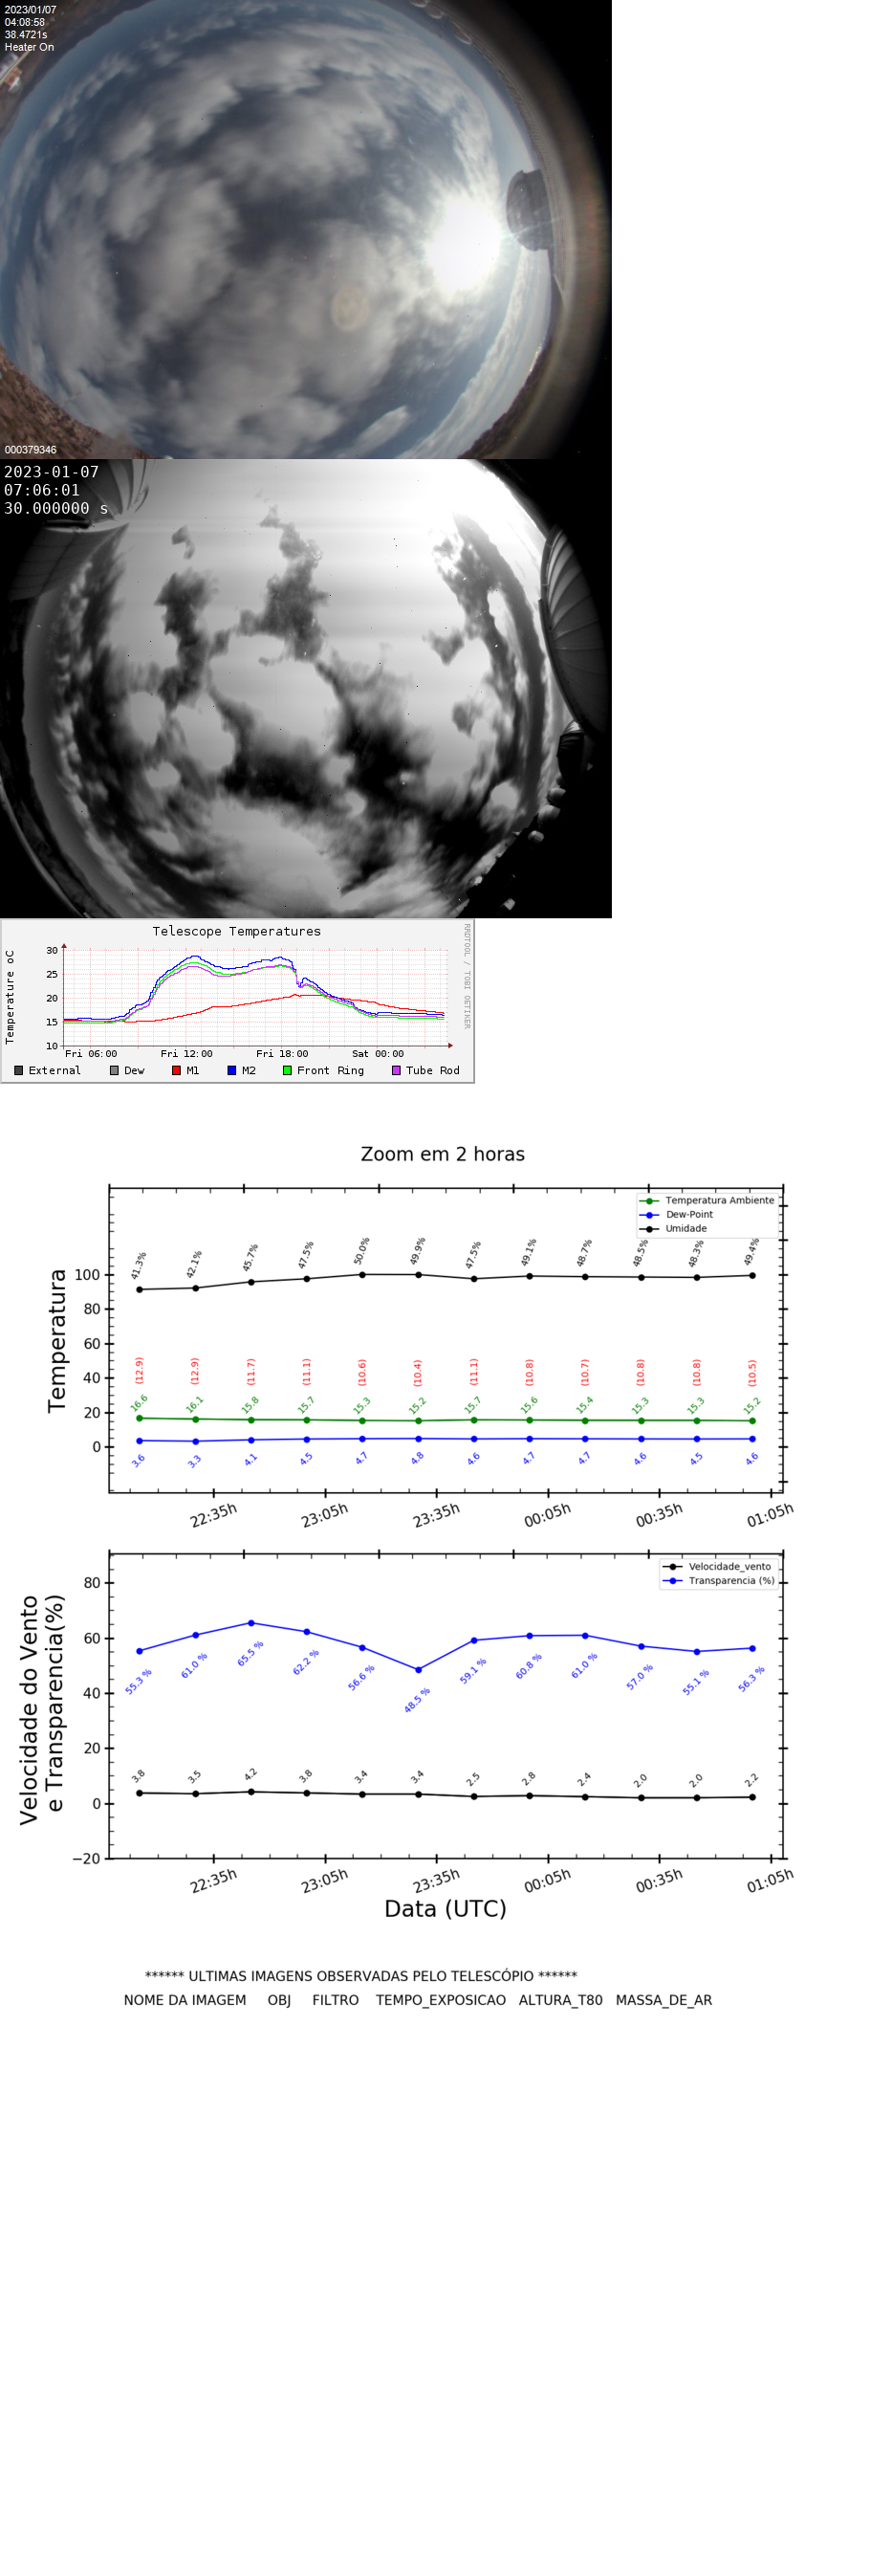 2023/01/07
04:08:58
38.4721s
Heater On
000379346
2023-01-07
07:06:01
30.000000 s
Telescope Temperatures
RRDTOOL / TOBI OETIKER
Temperature oC
30
25
20
15
10
Fri 06:00 Fri 12:00 Fri 18:00 Sat 00:00
External Dew M1 M2 Front Ring Tube Rod
Zoom em 2 horas
Temperatura Ambiente
Dew-Point
Umidade
Temperatura
100
80
60
40
20
0
41.3% 42.1% 45.7% 47.5% 50.0% 49.9% 47.5% 49.1% 48.7% 48.5% 48.3% 49.4%
(12.9) (12.9) (11.7) (11.1) (10.6) (10.4) (11.1) (10.8) (10.7) (10.8) (10.8) (10.5)
16.6 16.1 15.8 15.7 15.3 15.2 15.7 15.6 15.4 15.3 15.3 15.2
3.6 3.3 4.1 4.5 4.7 4.8 4.6 4.7 4.7 4.6 4.5 4.6
22:35h 23:05h 23:35h 00:05h 00:35h 01:05h
Velocidade_vento
Transparencia (%)
Velocidade do Vento
e Transparencia(%)
80
60
40
20
0
−20
55.3 % 61.0 % 65.5 % 62.2 % 56.6 % 48.5 % 59.1 % 60.8 % 61.0 % 57.0 % 55.1 % 56.3 %
3.8 3.5 4.2 3.8 3.4 3.4 2.5 2.8 2.4 2.0 2.0 2.2
22:35h 23:05h 23:35h 00:05h 00:35h 01:05h
Data (UTC)
****** ULTIMAS IMAGENS OBSERVADAS PELO TELESCÓPIO ******
NOME DA IMAGEM OBJ FILTRO TEMPO_EXPOSICAO ALTURA_T80 MASSA_DE_AR